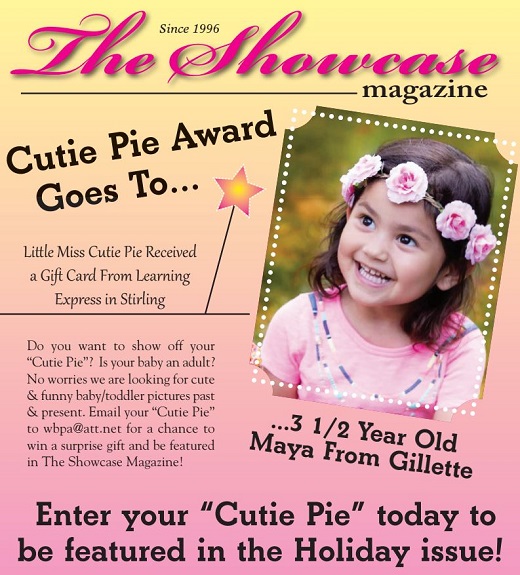 Since 1996
The Showcase
magazine
Cutie Pie Award
Goes To...
Little Miss Cutie Pie Received
a Gift Card From Learning
Express in Stirling
Do you want to show off your
“Cutie Pie”? Is your baby an adult?
No worries we are looking for cute
& funny baby/toddler pictures past
& present. Email your “Cutie Pie”
to wbpa@att.net for a chance to
win a surprise gift and be featured
in The Showcase Magazine!
...3 1/2 Year Old
Maya From Gillette
Enter your “Cutie Pie” today to
be featured in the Holiday issue!